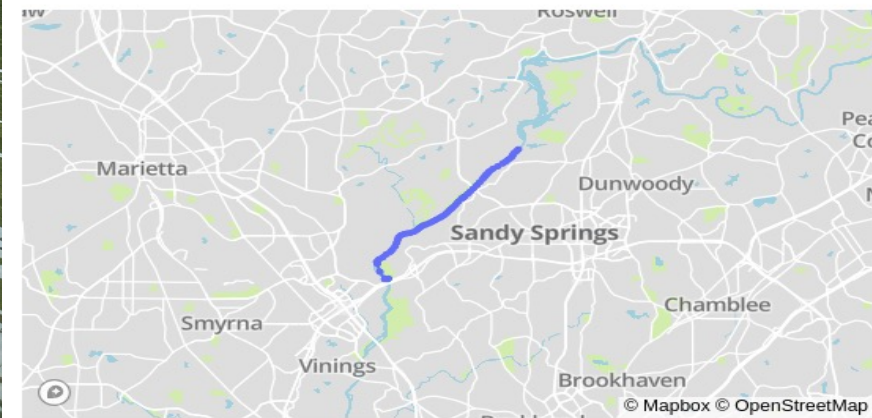 Roswell
Marietta
Dunwoody
Sandy Springs
Chamblee
Smyrna
Vinings
Brookhaven
© Mapbox © OpenStreetMap